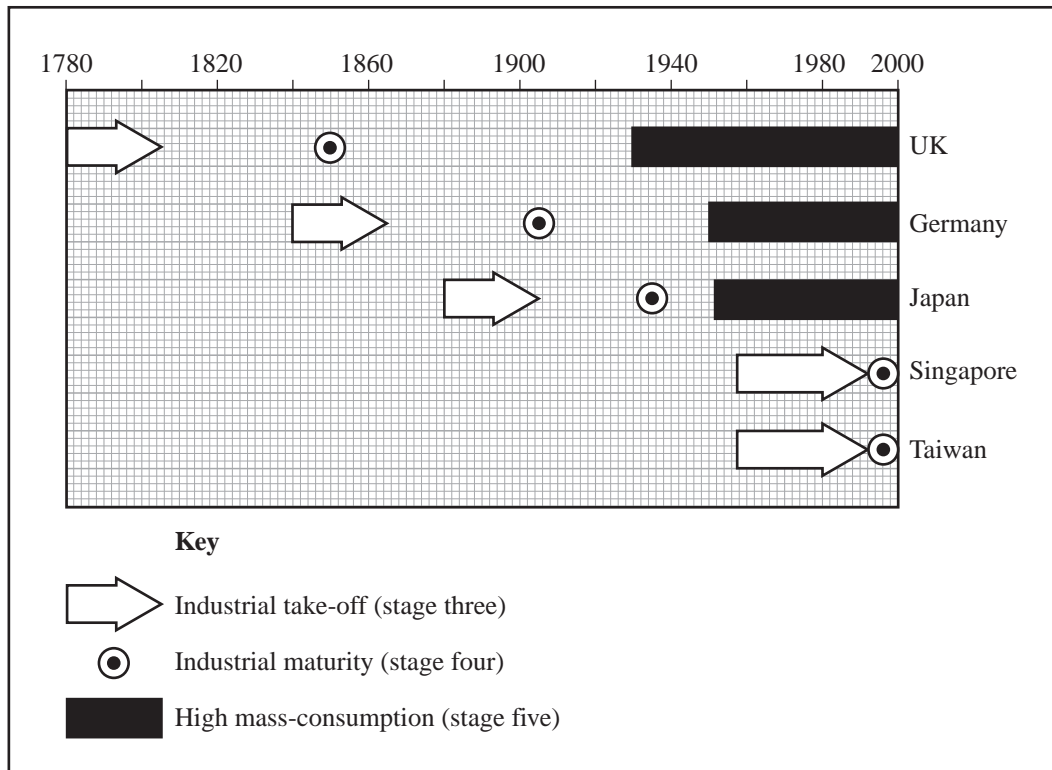 1780 1820 1860 1900 1940 1980 2000
UK
Germany
Japan
Singapore
Taiwan
Key
Industrial take-off (stage three)
Industrial maturity (stage four)
High mass-consumption (stage five)